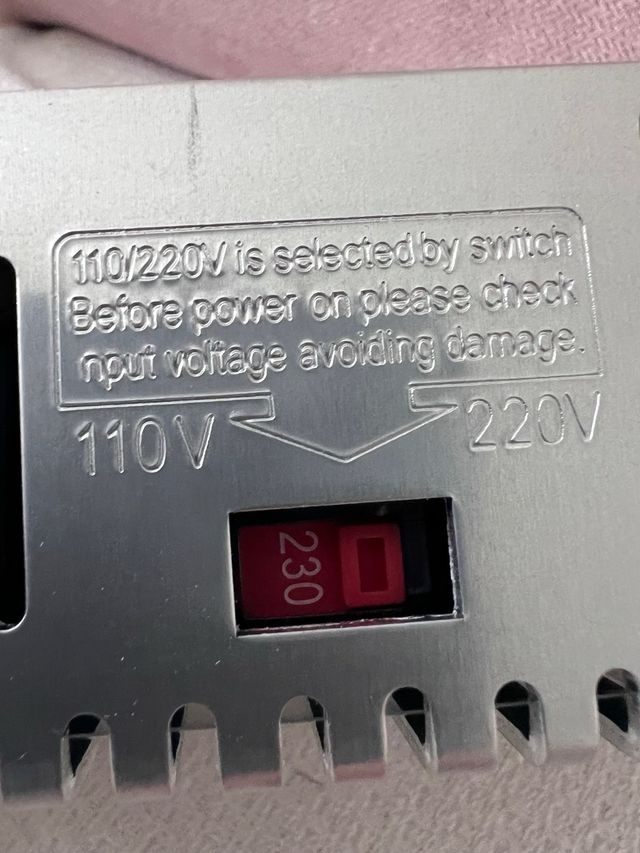 110/220V is selected by switch
Before power on please check
nput voltage avoiding damage.
110V 220V
230